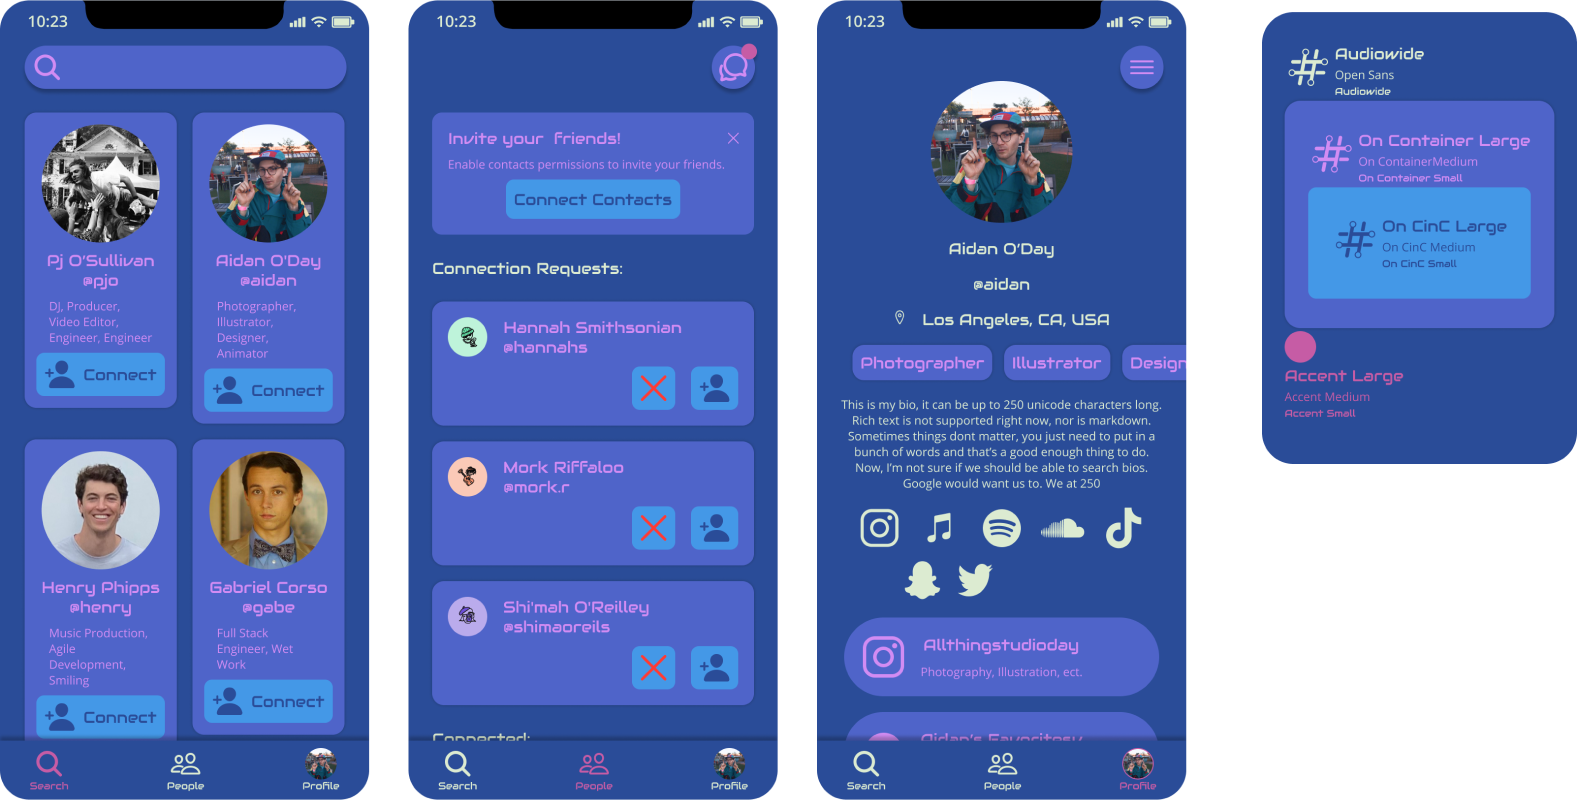 10:23
Pj O'Sullivan
@pjo
DJ, Producer,
Video Editor,
Engineer, Engineer
Connect
Aidan O'Day
@aidan
Photographer,
Illustrator,
Designer,
Animator
Connect
Henry Phipps
@henry
Music Production,
Agile
Development,
Smiling
Connect
Gabriel Corso
@gabe
Full Stack
Engineer, Wet
Work
Connect
Search
People
Profile
10:23
Invite your friends!
Enable contacts permissions to invite your friends.
Connect Contacts
Connection Requests:
Hannah Smithsonian
@hannahs
Mork Riffaloo
@mork.r
Shi'mah O'Reilley
@shimaoreils
Connected:
Search
People
Profile
10:23
Aidan O'Day
@aidan
Los Angeles, CA, USA
Photographer
Illustrator
Design
This is my bio, it can be up to 250 unicode characters long.
Rich text is not supported right now, nor is markdown.
Sometimes things dont matter, you just need to put in a
bunch of words and that's a good enough thing to do.
Now, I'm not sure if we should be able to search bios.
Google would want us to. We at 250
Allthingstudioday
Photography, Illustration, ect.
Aidan's Favoritesy
Search
People
Profile
Audiowide
Open Sans
Audiowide
On Container Large
On ContainerMedium
On Container Small
On CinC Large
On CinC Medium
On CinC Small
Accent Large
Accent Medium
Accent Small